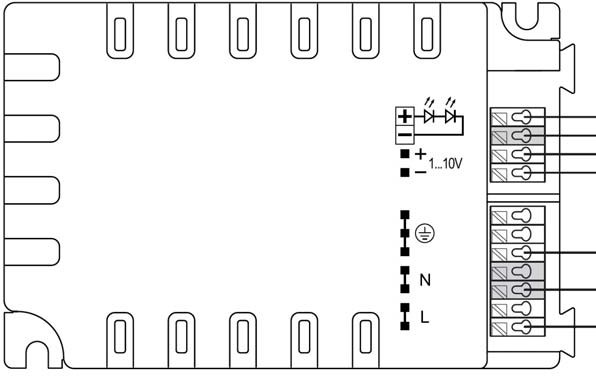 +
−
+
1...10V
−
N
L